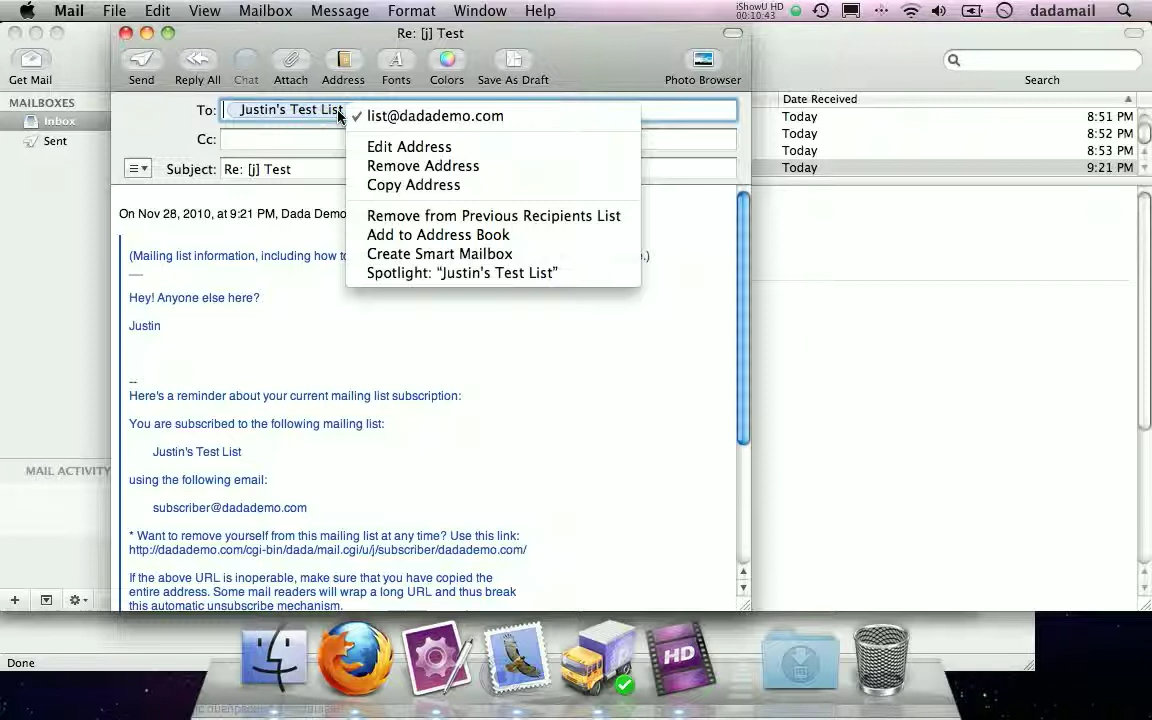 Mail File Edit View Mailbox Message Format Window Help iShowU HD 00:10:43 dadamail
Re: [j] Test
Get Mail Send Reply All Chat Attach Address Fonts Colors Save As Draft Photo Browser Search
MAILBOXES
Inbox
Sent
To: Justin's Test List
Cc:
Subject: Re: [j] Test
list@dadademo.com
Edit Address
Remove Address
Copy Address
Remove from Previous Recipients List
Add to Address Book
Create Smart Mailbox
Spotlight: “Justin's Test List”
Date Received
Today 8:51 PM
Today 8:52 PM
Today 8:53 PM
Today 9:21 PM
On Nov 28, 2010, at 9:21 PM, Dada Demo
(Mailing list information, including how to .)
Hey! Anyone else here?
Justin
--
Here's a reminder about your current mailing list subscription:
You are subscribed to the following mailing list:
Justin's Test List
using the following email:
subscriber@dadademo.com
* Want to remove yourself from this mailing list at any time? Use this link:
http://dadademo.com/cgi-bin/dada/mail.cgi/u/j/subscriber/dadademo.com/
If the above URL is inoperable, make sure that you have copied the
entire address. Some mail readers will wrap a long URL and thus break
this automatic unsubscribe mechanism.
MAIL ACTIVITY
Done
HD